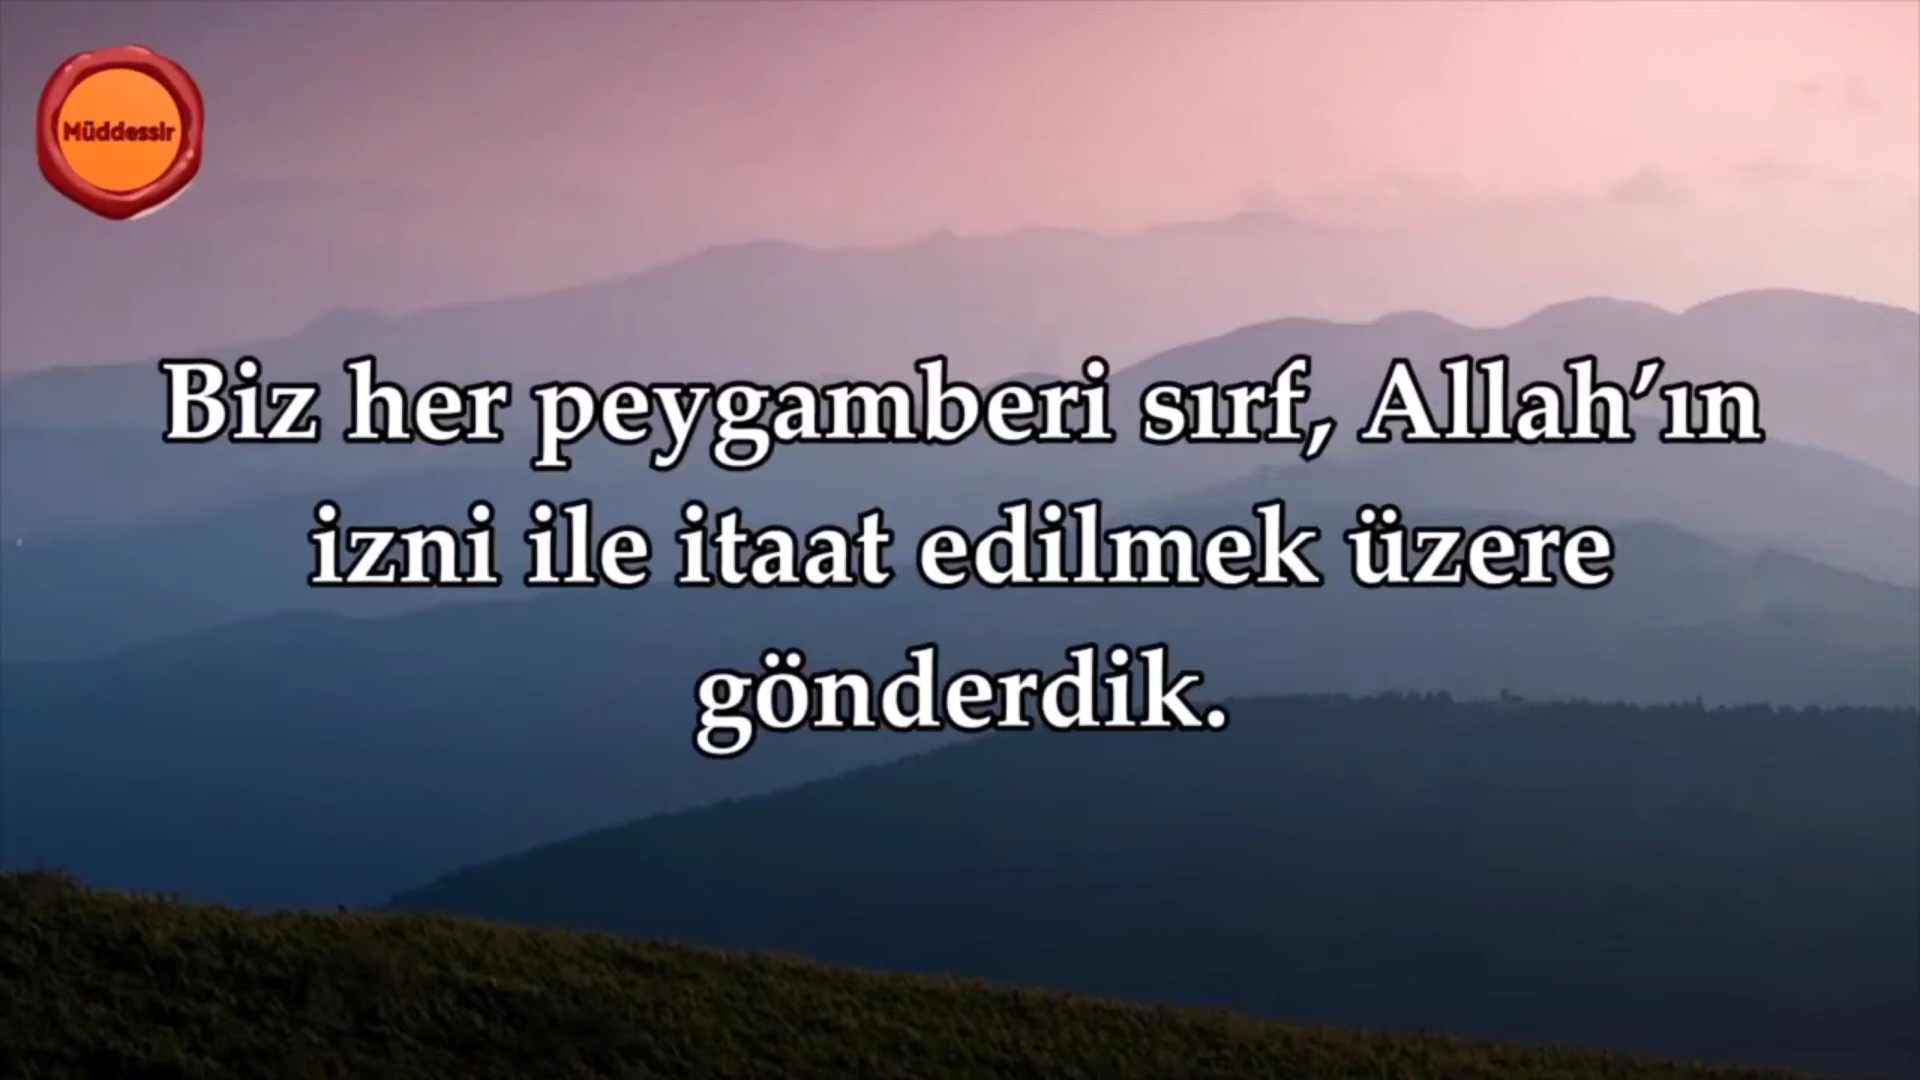 Müddessir
Biz her peygamberi sırf, Allah’ın
izni ile itaat edilmek üzere
gönderdik.